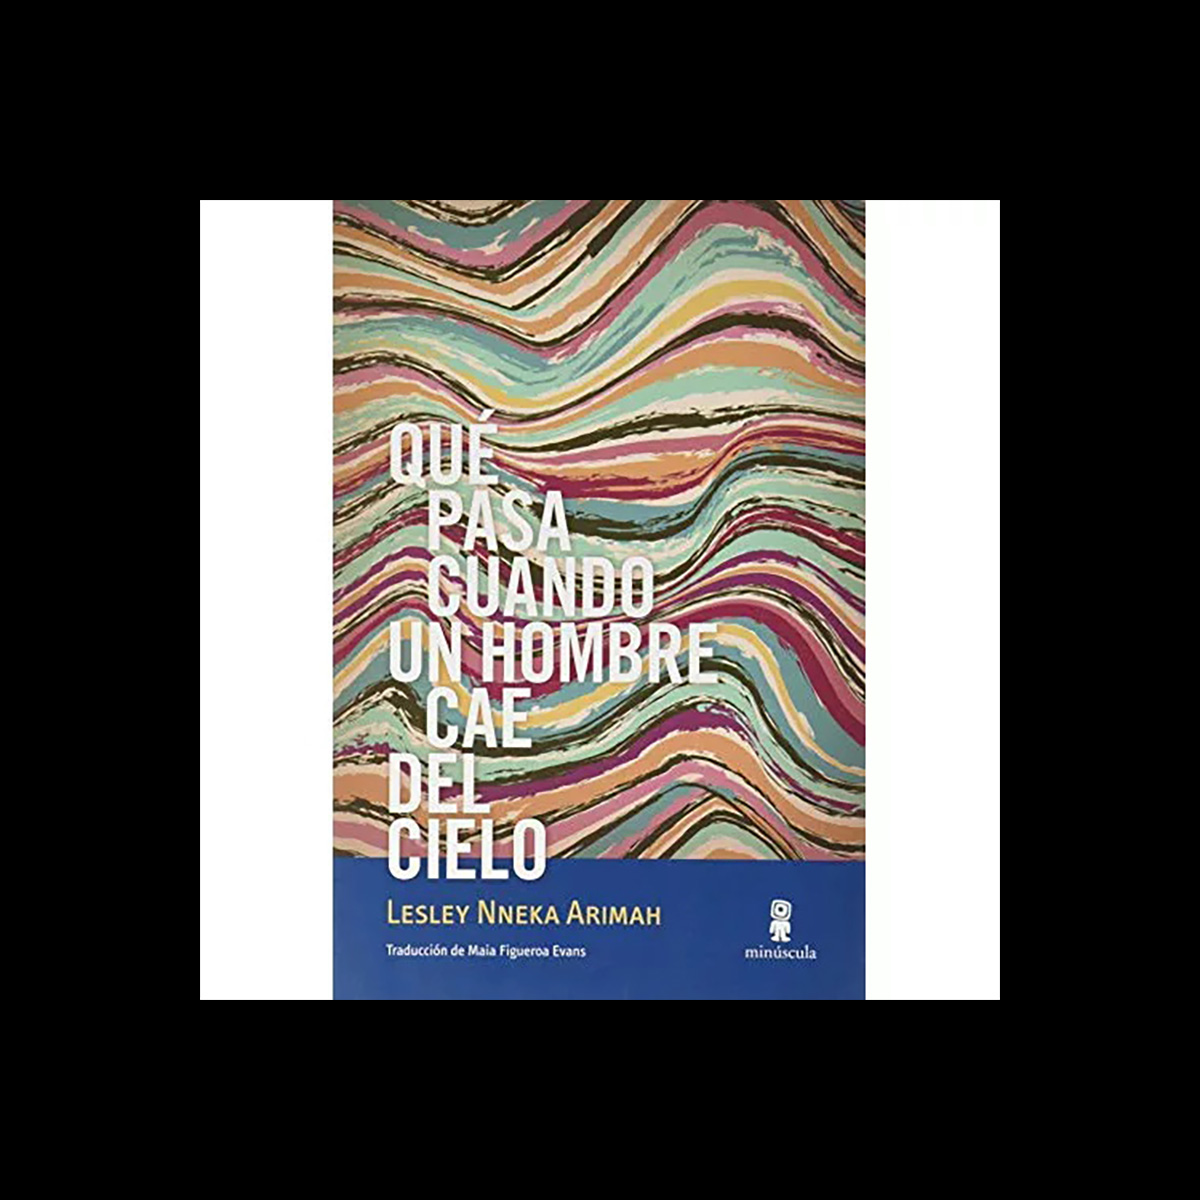 QUÉ
PASA
CUANDO
UN HOMBRE
CAE
DEL
CIELO
LESLEY NNEKA ARIMAH
Traducción de Maia Figueroa Evans
minúscula